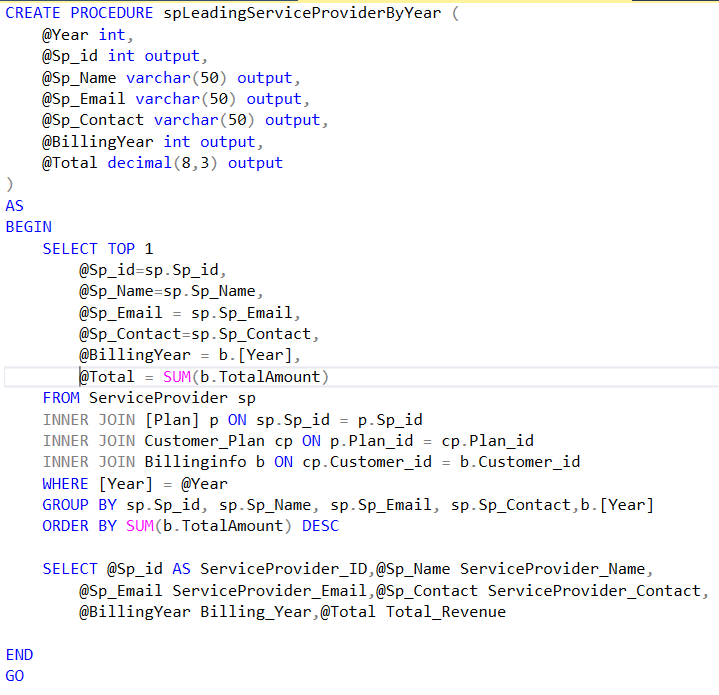 CREATE PROCEDURE spLeadingServiceProviderByYear (
@Year int,
@Sp_id int output,
@Sp_Name varchar(50) output,
@Sp_Email varchar(50) output,
@Sp_Contact varchar(50) output,
@BillingYear int output,
@Total decimal(8,3) output
)
AS
BEGIN
SELECT TOP 1
@Sp_id=sp.Sp_id,
@Sp_Name=sp.Sp_Name,
@Sp_Email = sp.Sp_Email,
@Sp_Contact=sp.Sp_Contact,
@BillingYear = b.[Year],
@Total = SUM(b.TotalAmount)
FROM ServiceProvider sp
INNER JOIN [Plan] p ON sp.Sp_id = p.Sp_id
INNER JOIN Customer_Plan cp ON p.Plan_id = cp.Plan_id
INNER JOIN Billinginfo b ON cp.Customer_id = b.Customer_id
WHERE [Year] = @Year
GROUP BY sp.Sp_id, sp.Sp_Name, sp.Sp_Email, sp.Sp_Contact,b.[Year]
ORDER BY SUM(b.TotalAmount) DESC
SELECT @Sp_id AS ServiceProvider_ID,@Sp_Name ServiceProvider_Name,
@Sp_Email ServiceProvider_Email,@Sp_Contact ServiceProvider_Contact,
@BillingYear Billing_Year,@Total Total_Revenue
END
GO